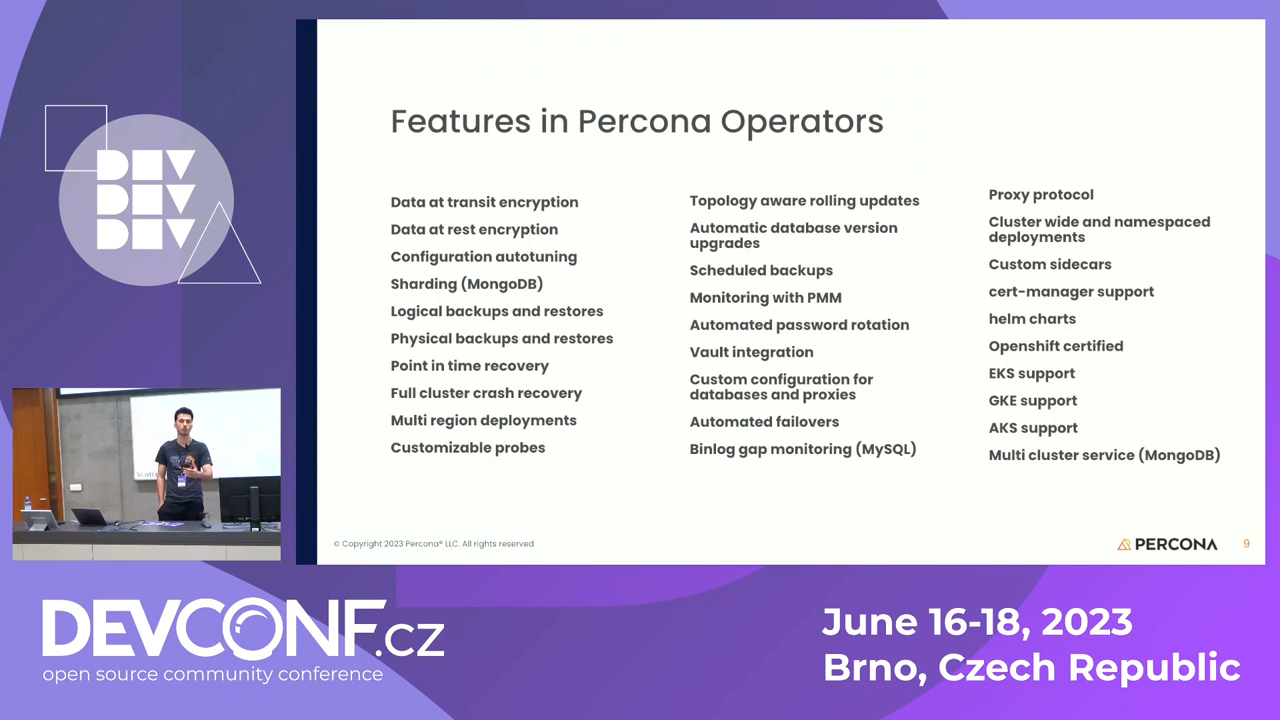 DEV
DEV
DEV
Features in Percona Operators
Data at transit encryption
Data at rest encryption
Configuration autotuning
Sharding (MongoDB)
Logical backups and restores
Physical backups and restores
Point in time recovery
Full cluster crash recovery
Multi region deployments
Customizable probes
Topology aware rolling updates
Automatic database version
upgrades
Scheduled backups
Monitoring with PMM
Automated password rotation
Vault integration
Custom configuration for
databases and proxies
Automated failovers
Binlog gap monitoring (MySQL)
Proxy protocol
Cluster wide and namespaced
deployments
Custom sidecars
cert-manager support
helm charts
Openshift certified
EKS support
GKE support
AKS support
Multi cluster service (MongoDB)
© Copyright 2023 Percona® LLC. All rights reserved
PERCONA
9
DEVCONF.cz
open source community conference
June 16-18, 2023
Brno, Czech Republic